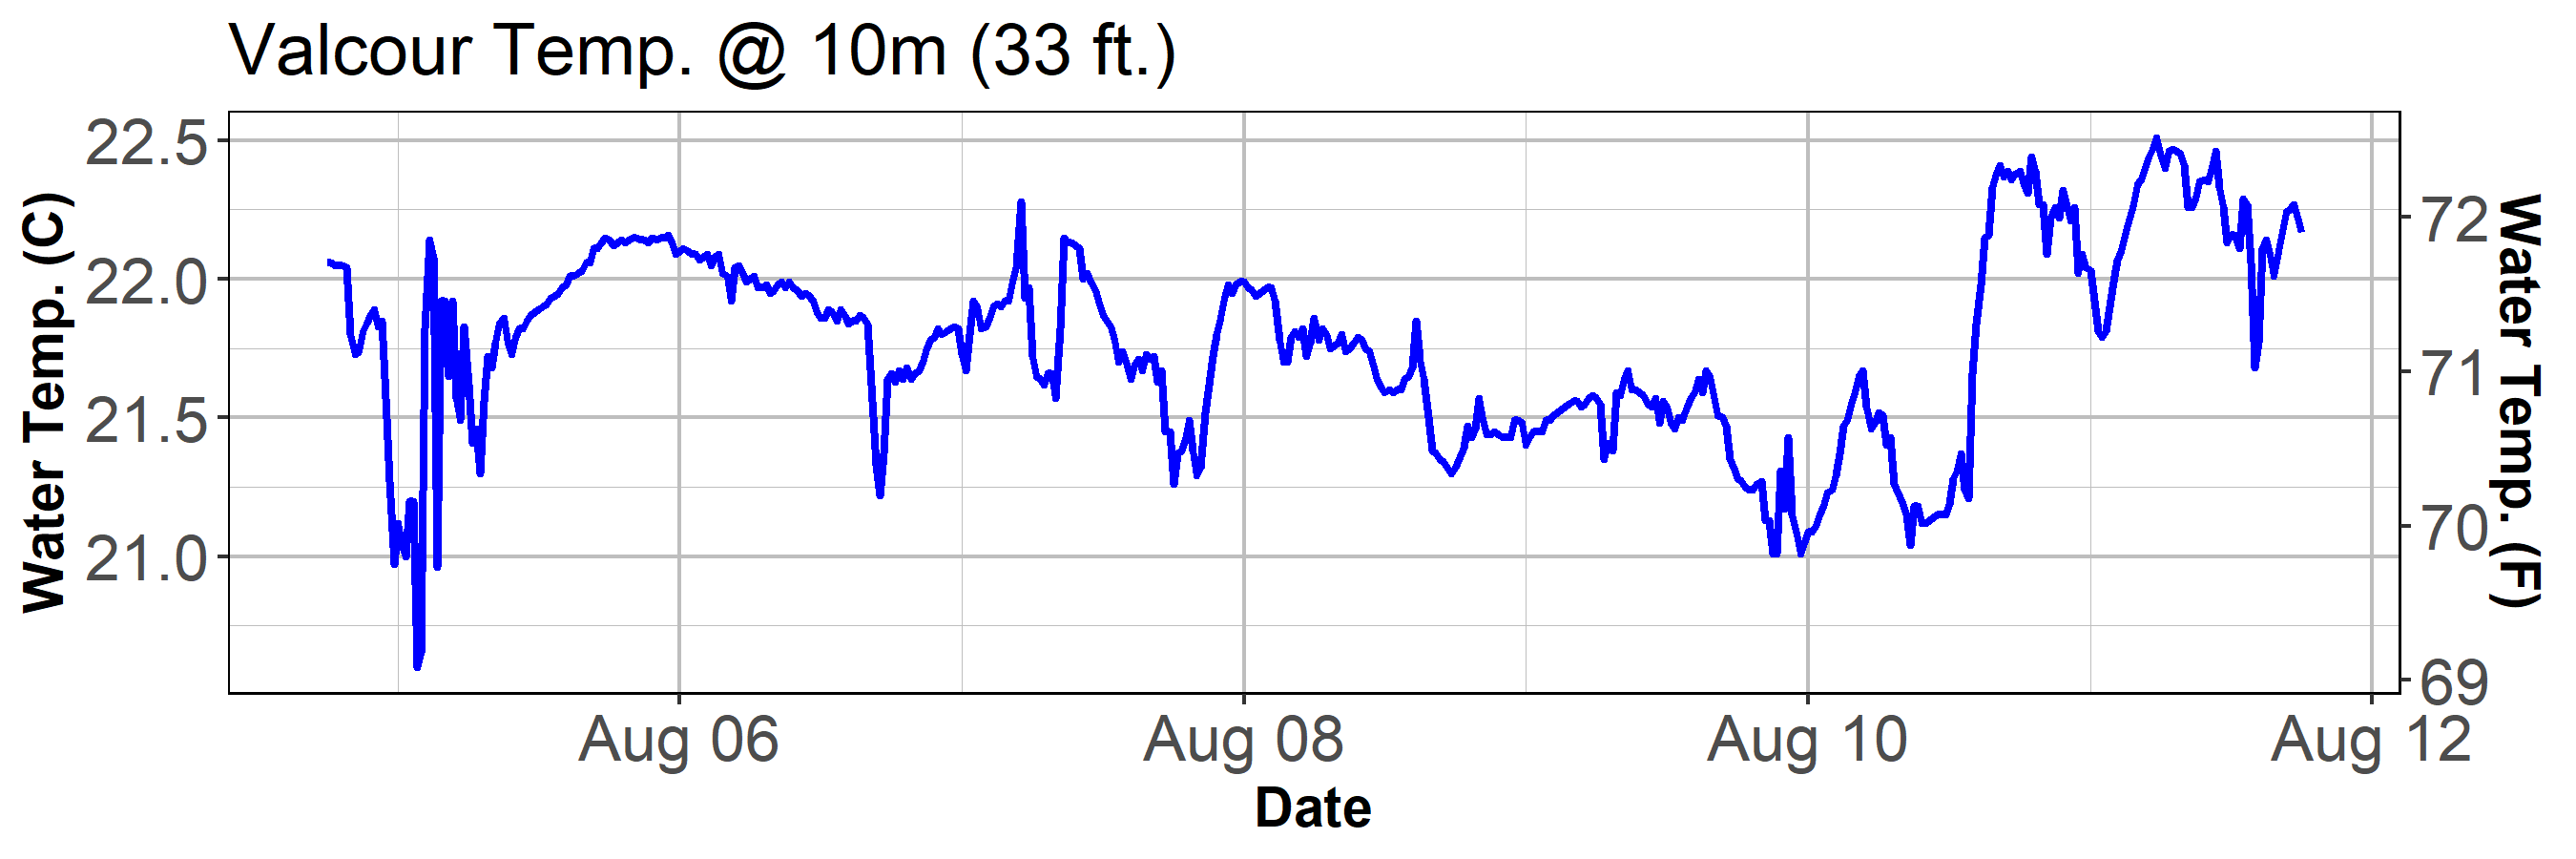 Valcour Temp. @ 10m (33 ft.)
Water Temp. (C)
22.5
22.0
21.5
21.0
72
71
70
69
Water Temp. (F)
Aug 06 Aug 08 Aug 10 Aug 12
Date